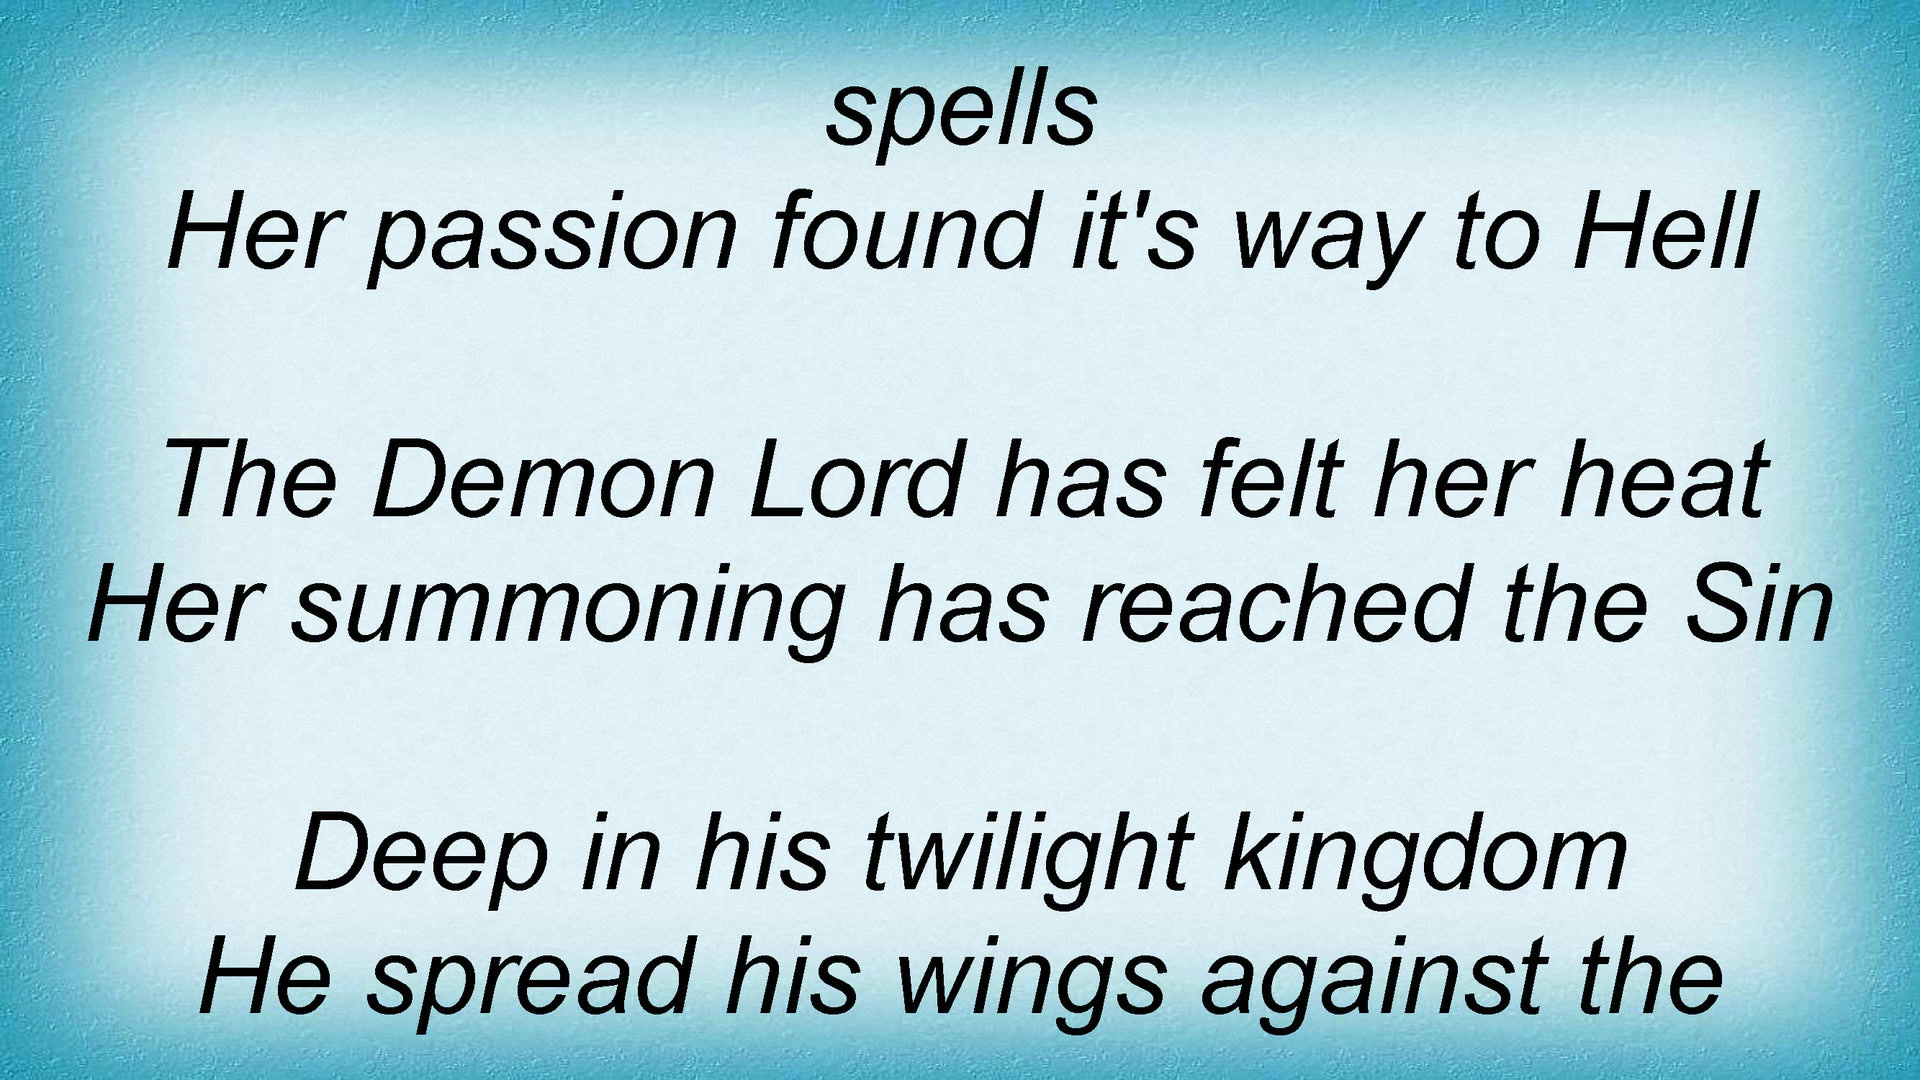 spells
Her passion found it's way to Hell
The Demon Lord has felt her heat
Her summoning has reached the Sin
Deep in his twilight kingdom
He spread his wings against the